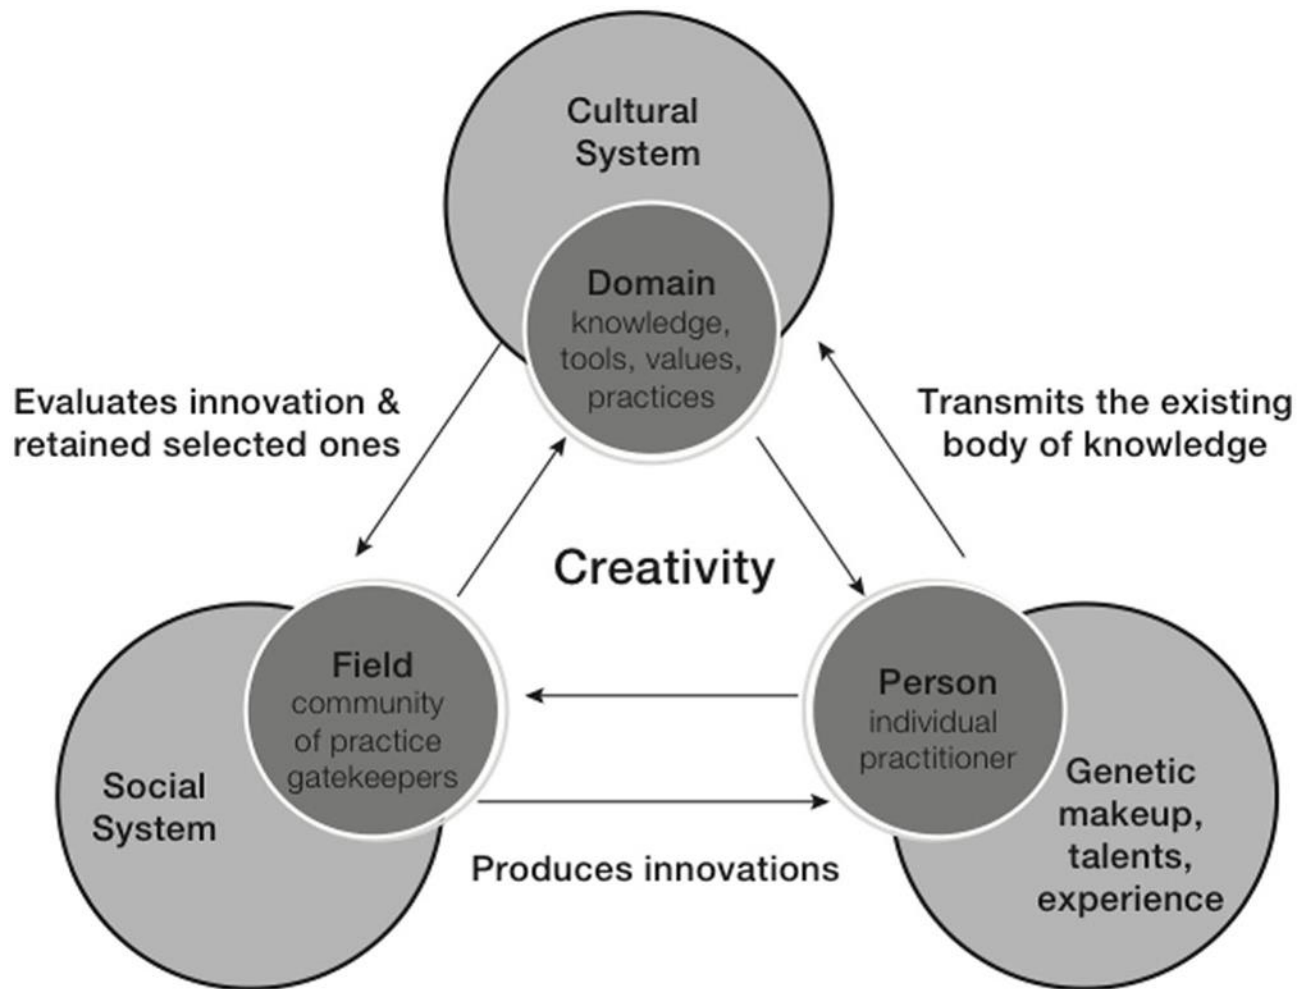 Cultural
System
Domain
knowledge,
tools, values,
practices
Evaluates innovation &
retained selected ones
Transmits the existing
body of knowledge
Creativity
Field
community
of practice
gatekeepers
Social
System
Person
individual
practitioner
Genetic
makeup,
talents,
experience
Produces innovations